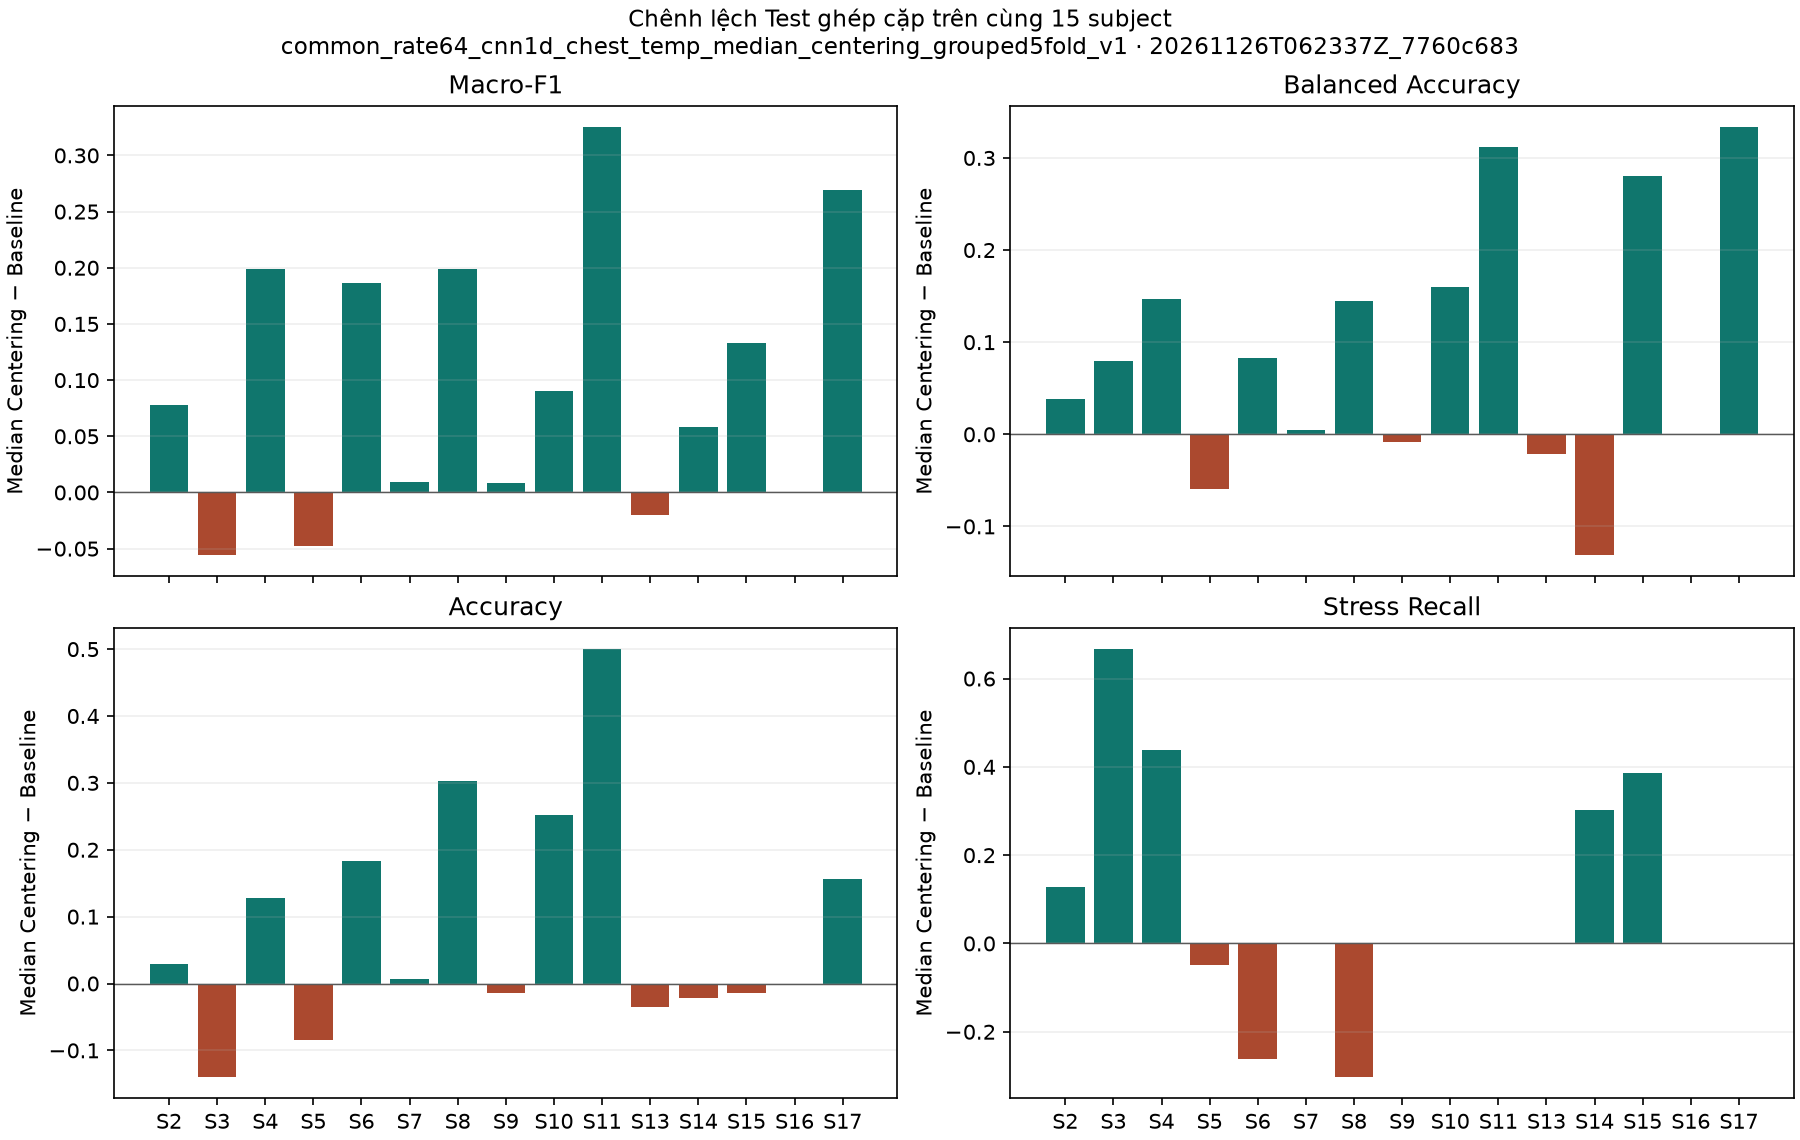 Chênh lệch Test ghép cặp trên cùng 15 subject
common_rate64_cnn1d_chest_temp_median_centering_grouped5fold_v1 · 20261126T062337Z_7760c683
Macro-F1
Median Centering − Baseline
0.30
0.25
0.20
0.15
0.10
0.05
0.00
−0.05
Balanced Accuracy
Median Centering − Baseline
0.3
0.2
0.1
0.0
−0.1
Accuracy
Median Centering − Baseline
0.5
0.4
0.3
0.2
0.1
0.0
−0.1
S2 S3 S4 S5 S6 S7 S8 S9 S10 S11 S13 S14 S15 S16 S17
Stress Recall
Median Centering − Baseline
0.6
0.4
0.2
0.0
−0.2
S2 S3 S4 S5 S6 S7 S8 S9 S10 S11 S13 S14 S15 S16 S17